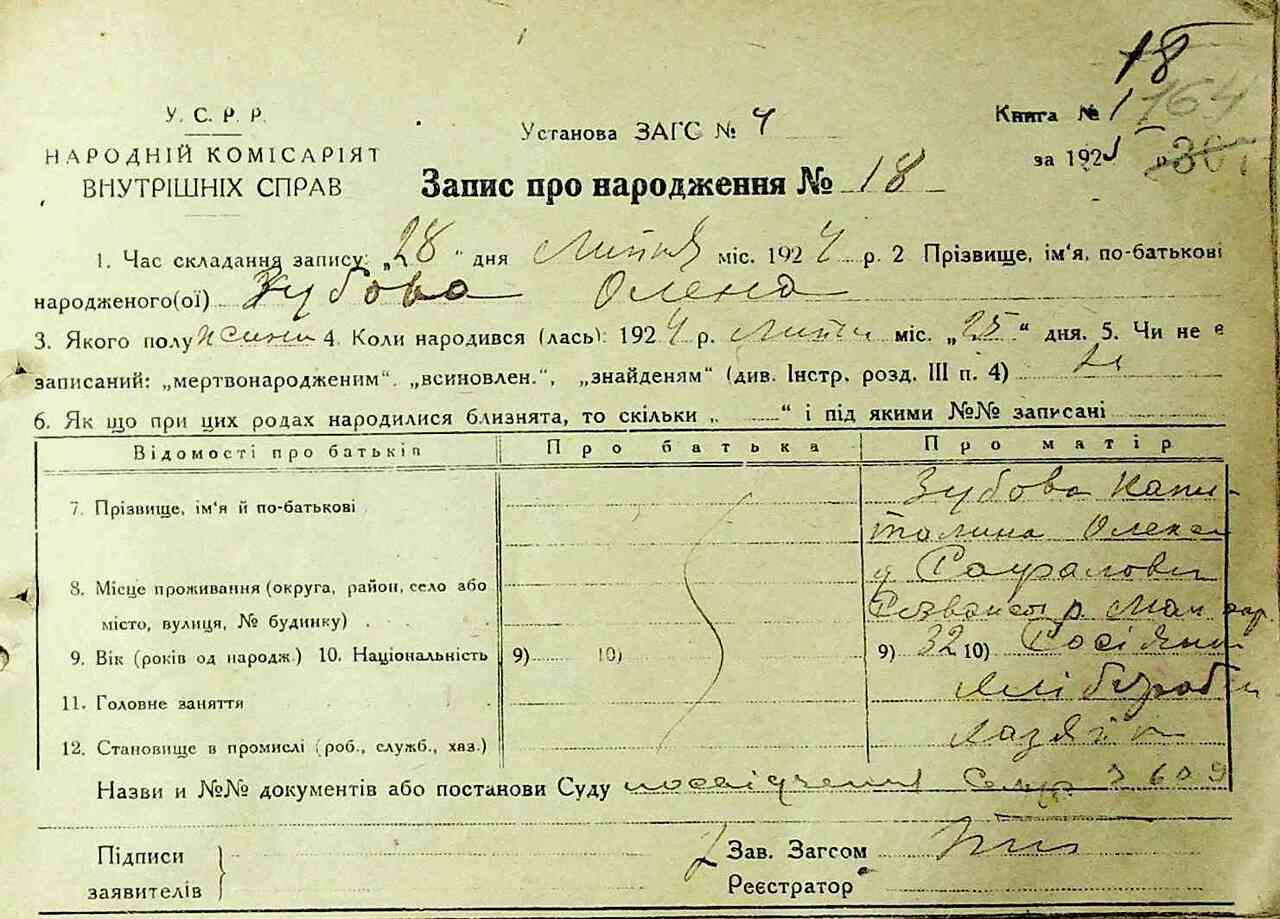 18
У. С. Р. Р.
НАРОДНІЙ КОМІСАРІЯТ
ВНУТРІШНІХ СПРАВ
Установа ЗАГС № 4
Книга № 1
164
за 192 р.
Запис про народження № 18
1. Час складання запису: „28" дня Липня міс. 1924 р. 2 Прізвище, ім'я, по-батькові
народженого(ої) Зубова Олена
3. Якого полу жіноч 4. Коли народився (лась): 1924 р. Липня міс. „25" дня. 5. Чи не є
записаний: „мертвонародженим", „всиновлен.", „знайденям" (див. Інстр. розд. III п. 4)
6. Як що при цих родах народилися близнята, то скільки „ " і під якими №№ записані
Відомості про батьків Про батька Про матір
7. Прізвище, ім'я й по-батькові Зубова Капі-
таліна Олекса
8. Місце проживання (округа, район, село або
місто, вулиця, № будинку)
9. Вік (років од народж.) 10. Національність 9) 10) 9) 32 10) Росіянка
11. Головне заняття
12. Становище в промислі (роб., служб., хаз.) хазяйк
Назви и №№ документів або постанови Суду посвідчення 3609
Підписи
заявителів
Зав. Загсом
Реєстратор